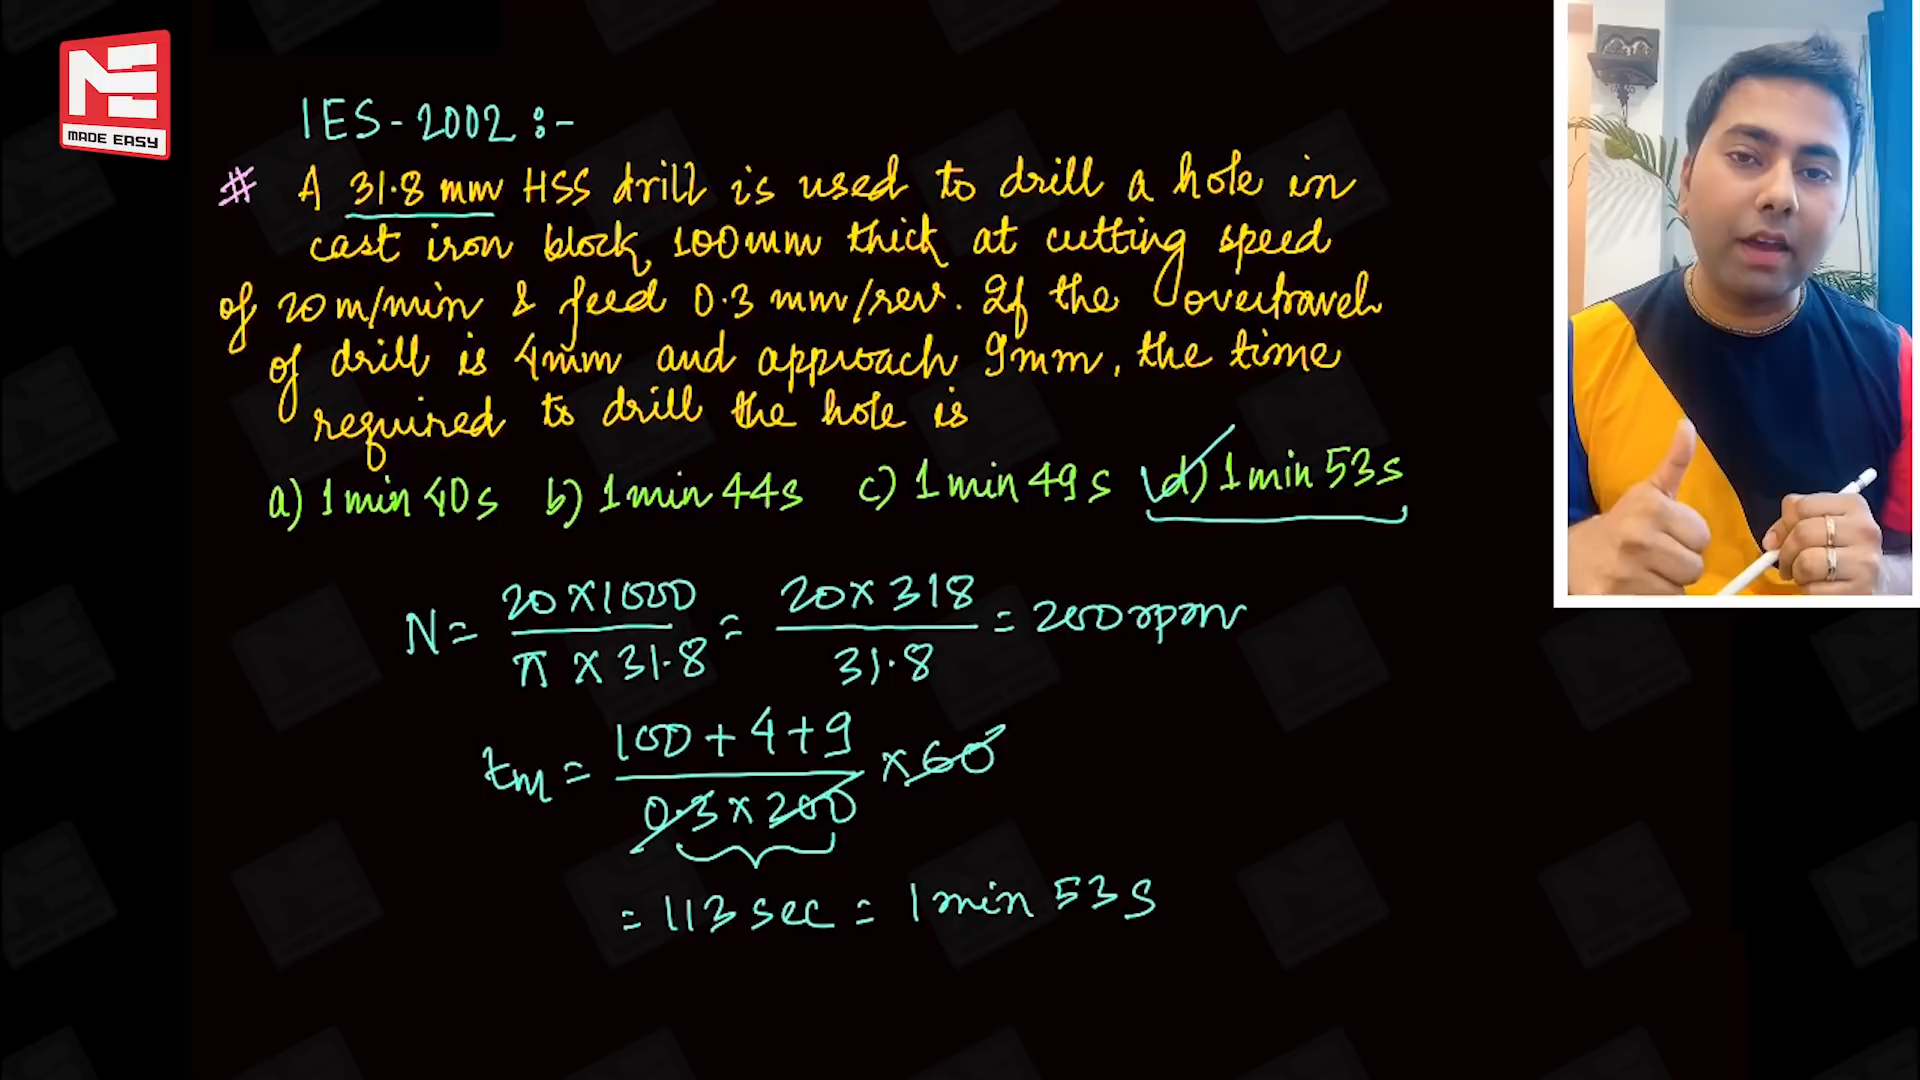 ME
MADE EASY
IES-2002 :-
# A 31.8 mm HSS drill is used to drill a hole in
cast iron block 100mm thick at cutting speed
of 20 m/min & feed 0.3 mm/rev. If the overtravel
of drill is 4mm and approach 9mm, the time
required to drill the hole is
a) 1 min 40s b) 1 min 44s c) 1 min 49s d) 1 min 53s
N = 20×1000 / π × 31.8 = 20×318 / 31.8 = 200 rpm
tm = 100+4+9 / 0.3×200 ×60
= 113 sec = 1 min 53 s